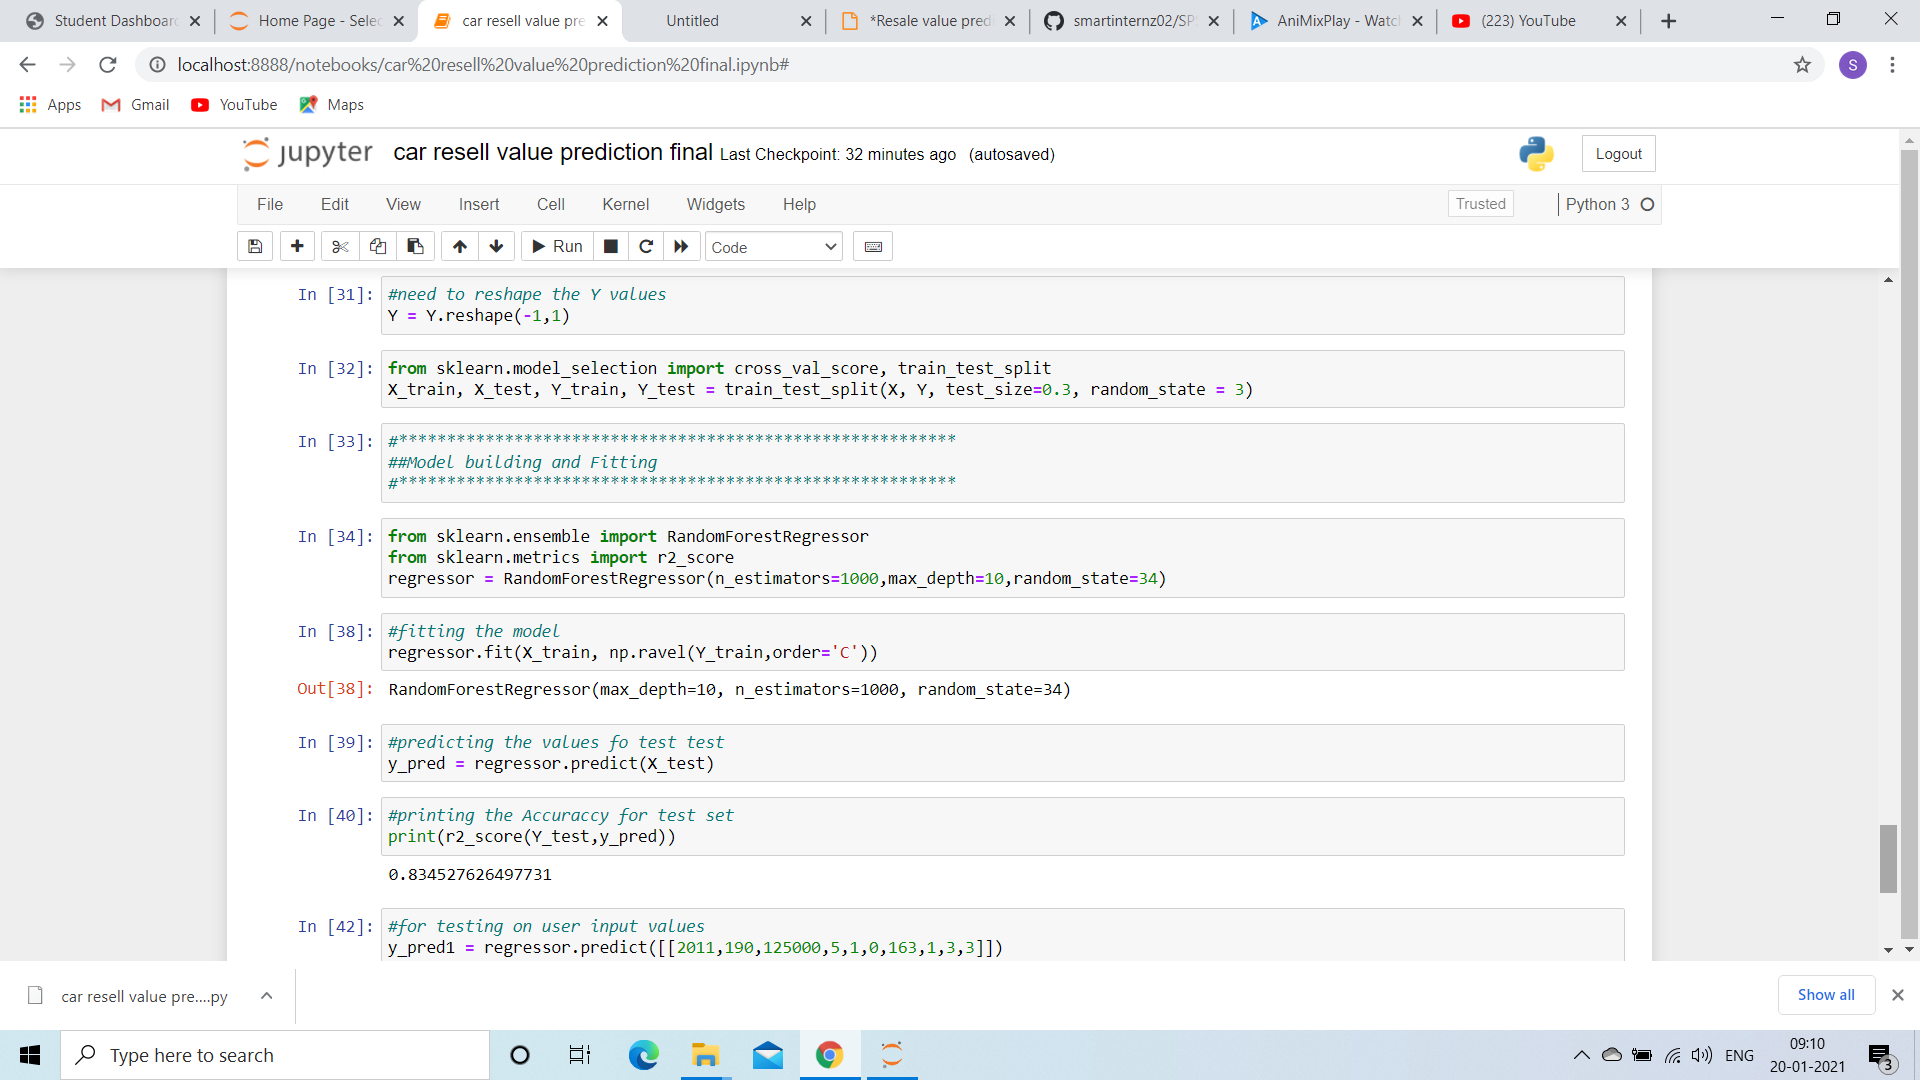 Student Dashboard
Home Page - Selec
car resell value pre
Untitled
*Resale value pred
smartinternz02/SPS
AniMixPlay - Watch
(223) YouTube
localhost:8888/notebooks/car%20resell%20value%20prediction%20final.ipynb#
S
Apps
Gmail
YouTube
Maps
jupyter
car resell value prediction final Last Checkpoint: 32 minutes ago (autosaved)
Logout
File Edit View Insert Cell Kernel Widgets Help
Trusted
Python 3
Run
Code
In [31]:
#need to reshape the Y values
Y = Y.reshape(-1,1)
In [32]:
from sklearn.model_selection import cross_val_score, train_test_split
X_train, X_test, Y_train, Y_test = train_test_split(X, Y, test_size=0.3, random_state = 3)
In [33]:
#**********************************************************
##Model building and Fitting
#**********************************************************
In [34]:
from sklearn.ensemble import RandomForestRegressor
from sklearn.metrics import r2_score
regressor = RandomForestRegressor(n_estimators=1000,max_depth=10,random_state=34)
In [38]:
#fitting the model
regressor.fit(X_train, np.ravel(Y_train,order='C'))
Out[38]:
RandomForestRegressor(max_depth=10, n_estimators=1000, random_state=34)
In [39]:
#predicting the values fo test test
y_pred = regressor.predict(X_test)
In [40]:
#printing the Accuraccy for test set
print(r2_score(Y_test,y_pred))
0.834527626497731
In [42]:
#for testing on user input values
y_pred1 = regressor.predict([[2011,190,125000,5,1,0,163,1,3,3]])
car resell value pre....py
Show all
Type here to search
ENG
09:10
20-01-2021
3